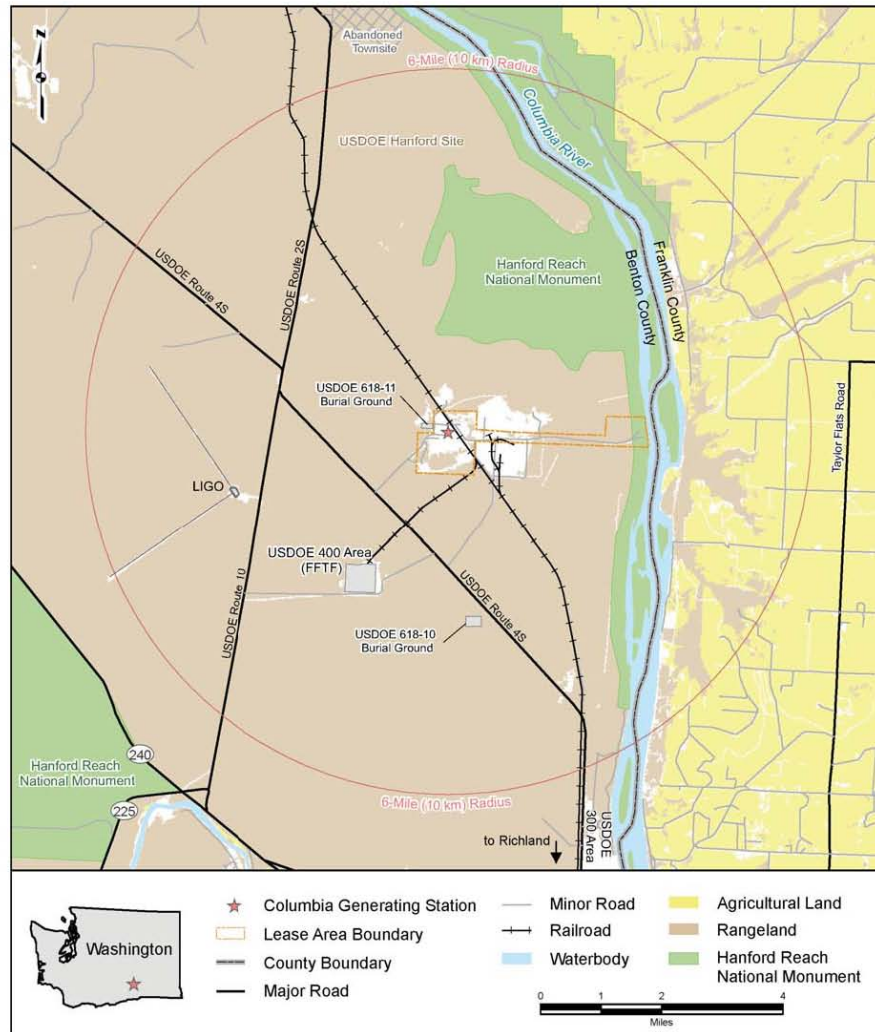 Abandoned
Townsite
6-Mile (10 km) Radius
Columbia River
USDOE Hanford Site
USDOE Route 4S
USDOE Route 2S
Hanford Reach
National Monument
Franklin County
Benton County
Taylor Flats Road
USDOE 618-11
Burial Ground
LIGO
USDOE 400 Area
(FFTF)
USDOE Route 10
USDOE Route 4S
USDOE 618-10
Burial Ground
240
Hanford Reach
National Monument
225
6-Mile (10 km) Radius
USDOE
300 Area
to Richland
Washington
Columbia Generating Station
Lease Area Boundary
County Boundary
Major Road
Minor Road
Railroad
Waterbody
Agricultural Land
Rangeland
Hanford Reach
National Monument
0 1 2 4
Miles